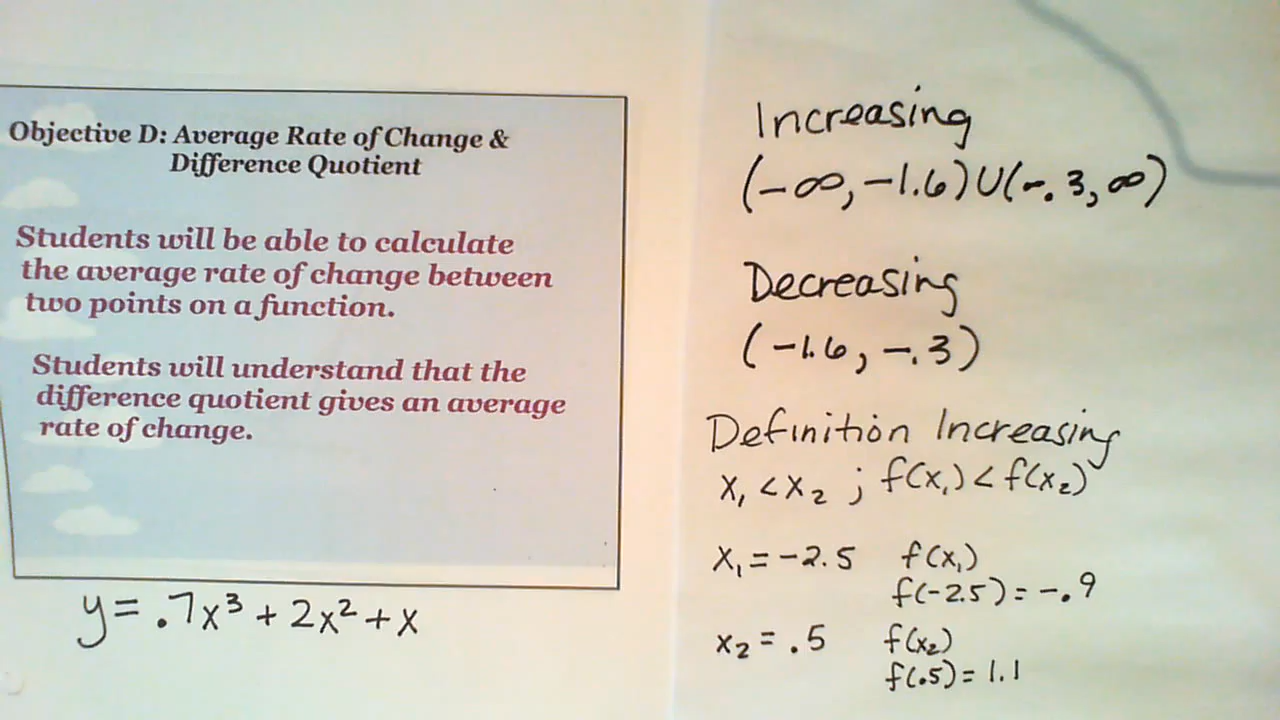 Objective D: Average Rate of Change &
Difference Quotient
Students will be able to calculate
the average rate of change between
two points on a function.
Students will understand that the
difference quotient gives an average
rate of change.
y = .7x³ + 2x² + x
Increasing
(-∞, -1.6) U (-.3, ∞)
Decreasing
(-1.6, -.3)
Definition Increasing
x₁ < x₂ ; f(x₁) < f(x₂)
x₁ = -2.5 f(x₁)
f(-2.5) = -.9
x₂ = .5 f(x₂)
f(.5) = 1.1